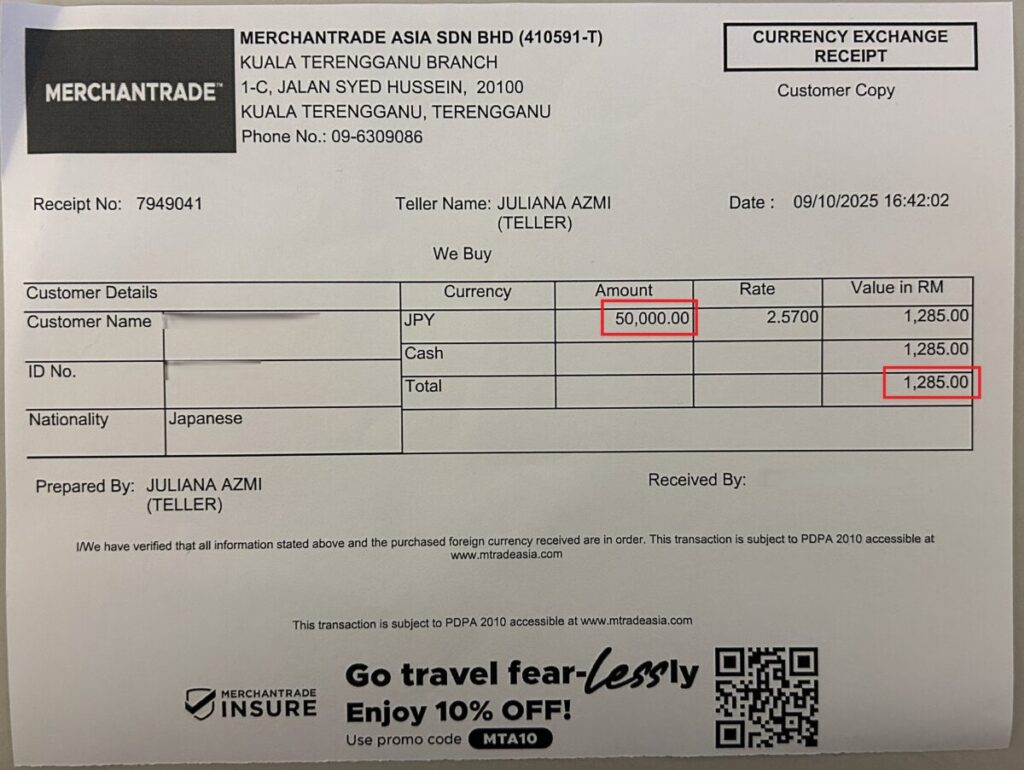 MERCHANTRADE™
MERCHANTRADE ASIA SDN BHD (410591-T)
KUALA TERENGGANU BRANCH
1-C, JALAN SYED HUSSEIN, 20100
KUALA TERENGGANU, TERENGGANU
Phone No.: 09-6309086
CURRENCY EXCHANGE
RECEIPT
Customer Copy
Receipt No: 7949041
Teller Name: JULIANA AZMI
(TELLER)
Date : 09/10/2025 16:42:02
We Buy
Customer Details Currency Amount Rate Value in RM
Customer Name JPY 50,000.00 2.5700 1,285.00
Cash 1,285.00
ID No.
Total 1,285.00
Nationality Japanese
Prepared By: JULIANA AZMI
(TELLER)
Received By:
I/We have verified that all information stated above and the purchased foreign currency received are in order. This transaction is subject to PDPA 2010 accessible at
www.mtradeasia.com
This transaction is subject to PDPA 2010 accessible at www.mtradeasia.com
MERCHANTRADE
INSURE
Go travel fear-lessly
Enjoy 10% OFF!
Use promo code MTA10